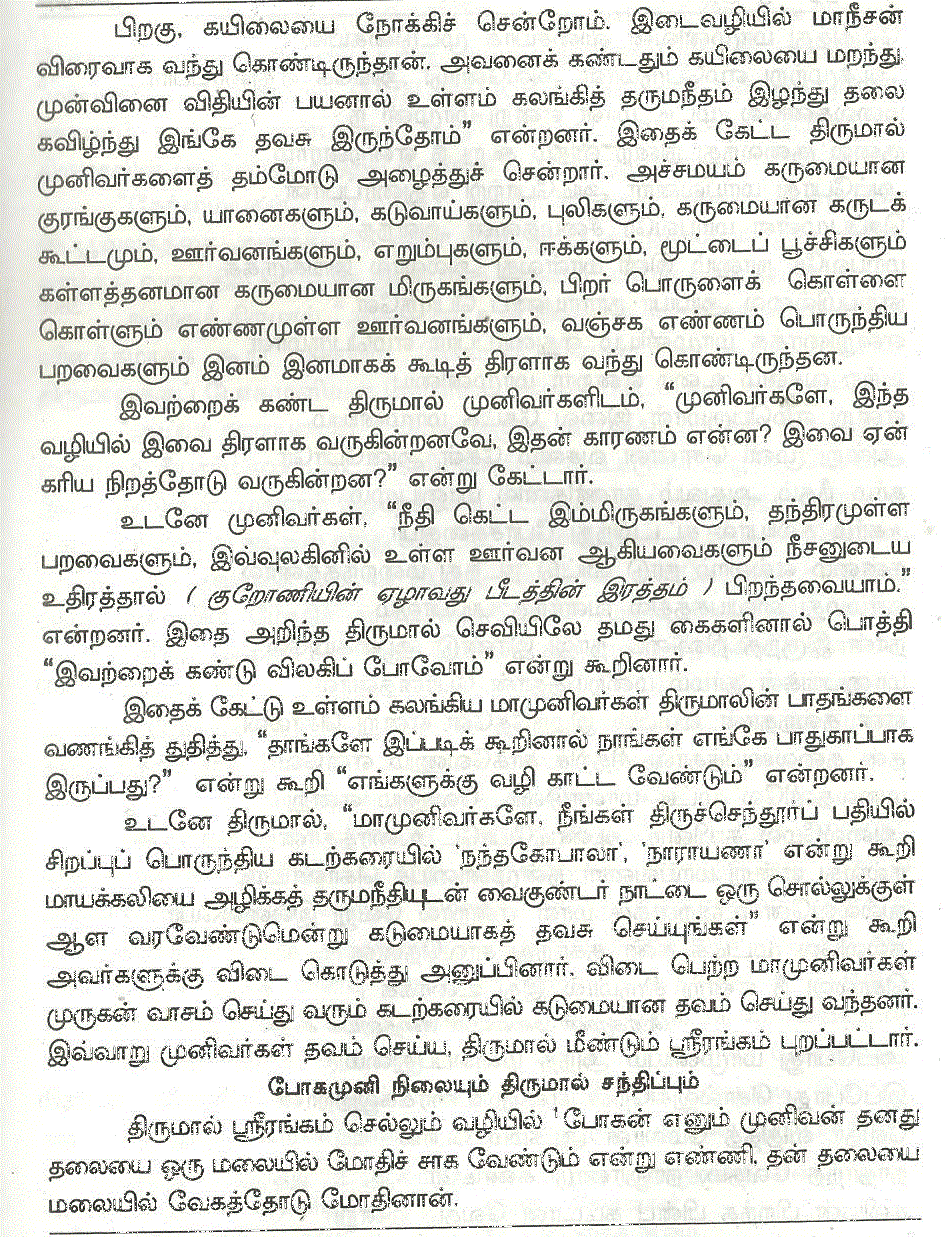 பிறகு, கயிலையை நோக்கிச் சென்றோம். இடைவழியில் மாநீசன்
விரைவாக வந்து கொண்டிருந்தான். அவனைக் கண்டதும் கயிலையை மறந்து,
முன்வினை விதியின் பயனால் உள்ளம் கலங்கித் தருமநீதம் இழந்து தலை
கவிழ்ந்து இங்கே தவசு இருந்தோம்" என்றனர். இதைக் கேட்ட திருமால்
முனிவர்களைத் தம்மோடு அழைத்துச் சென்றார். அச்சமயம் கருமையான
குரங்குகளும், யானைகளும், கடுவாய்களும், புலிகளும், கருமையான கருடக்
கூட்டமும், ஊர்வனங்களும், எறும்புகளும், ஈக்களும், மூட்டைப் பூச்சிகளும்
கள்ளத்தனமான கருமையான மிருகங்களும், பிறர் பொருளைக் கொள்ளை
கொள்ளும் எண்ணமுள்ள ஊர்வனங்களும், வஞ்சக எண்ணம் பொருந்திய
பறவைகளும் இனம் இனமாகக் கூடித் திரளாக வந்து கொண்டிருந்தன.
இவற்றைக் கண்ட திருமால் முனிவர்களிடம், "முனிவர்களே, இந்த
வழியில் இவை திரளாக வருகின்றனவே, இதன் காரணம் என்ன? இவை ஏன்
கரிய நிறத்தோடு வருகின்றன?" என்று கேட்டார்.
உடனே முனிவர்கள், "நீதி கெட்ட இம்மிருகங்களும், தந்திரமுள்ள
பறவைகளும், இவ்வுலகினில் உள்ள ஊர்வன ஆகியவைகளும் நீசனுடைய
உதிரத்தால் ( குறோணியின் ஏழாவது பீடத்தின் இரத்தம் ) பிறந்தவையாம்."
என்றனர். இதை அறிந்த திருமால் செவியிலே தமது கைகளினால் பொத்தி
"இவற்றைக் கண்டு விலகிப் போவோம்" என்று கூறினார்.
இதைக் கேட்டு உள்ளம் கலங்கிய மாமுனிவர்கள் திருமாலின் பாதங்களை
வணங்கித் துதித்து, "தாங்களே இப்படிக் கூறினால் நாங்கள் எங்கே பாதுகாப்பாக
இருப்பது?" என்று கூறி "எங்களுக்கு வழி காட்ட வேண்டும்" என்றனர்.
உடனே திருமால், "மாமுனிவர்களே, நீங்கள் திருச்செந்தூர்ப் பதியில்
சிறப்புப் பொருந்திய கடற்கரையில் 'நந்தகோபாலா', 'நாராயணா' என்று கூறி
மாயக்கலியை அழிக்கத் தருமநீதியுடன் வைகுண்டர் நாட்டை ஒரு சொல்லுக்குள்
ஆள வரவேண்டுமென்று கடுமையாகத் தவசு செய்யுங்கள்" என்று கூறி
அவர்களுக்கு விடை கொடுத்து அனுப்பினார். விடை பெற்ற மாமுனிவர்கள்
முருகன் வாசம் செய்து வரும் கடற்கரையில் கடுமையான தவம் செய்து வந்தனர்.
இவ்வாறு முனிவர்கள் தவம் செய்ய, திருமால் மீண்டும் ஸ்ரீரங்கம் புறப்பட்டார்.
போகமுனி நிலையும் திருமால் சந்திப்பும்
திருமால் ஸ்ரீரங்கம் செல்லும் வழியில் 1 போகன் எனும் முனிவன் தனது
தலையை ஒரு மலையில் மோதிச் சாக வேண்டும் என்று எண்ணி, தன் தலையை
மலையில் வேகத்தோடு மோதினான்.